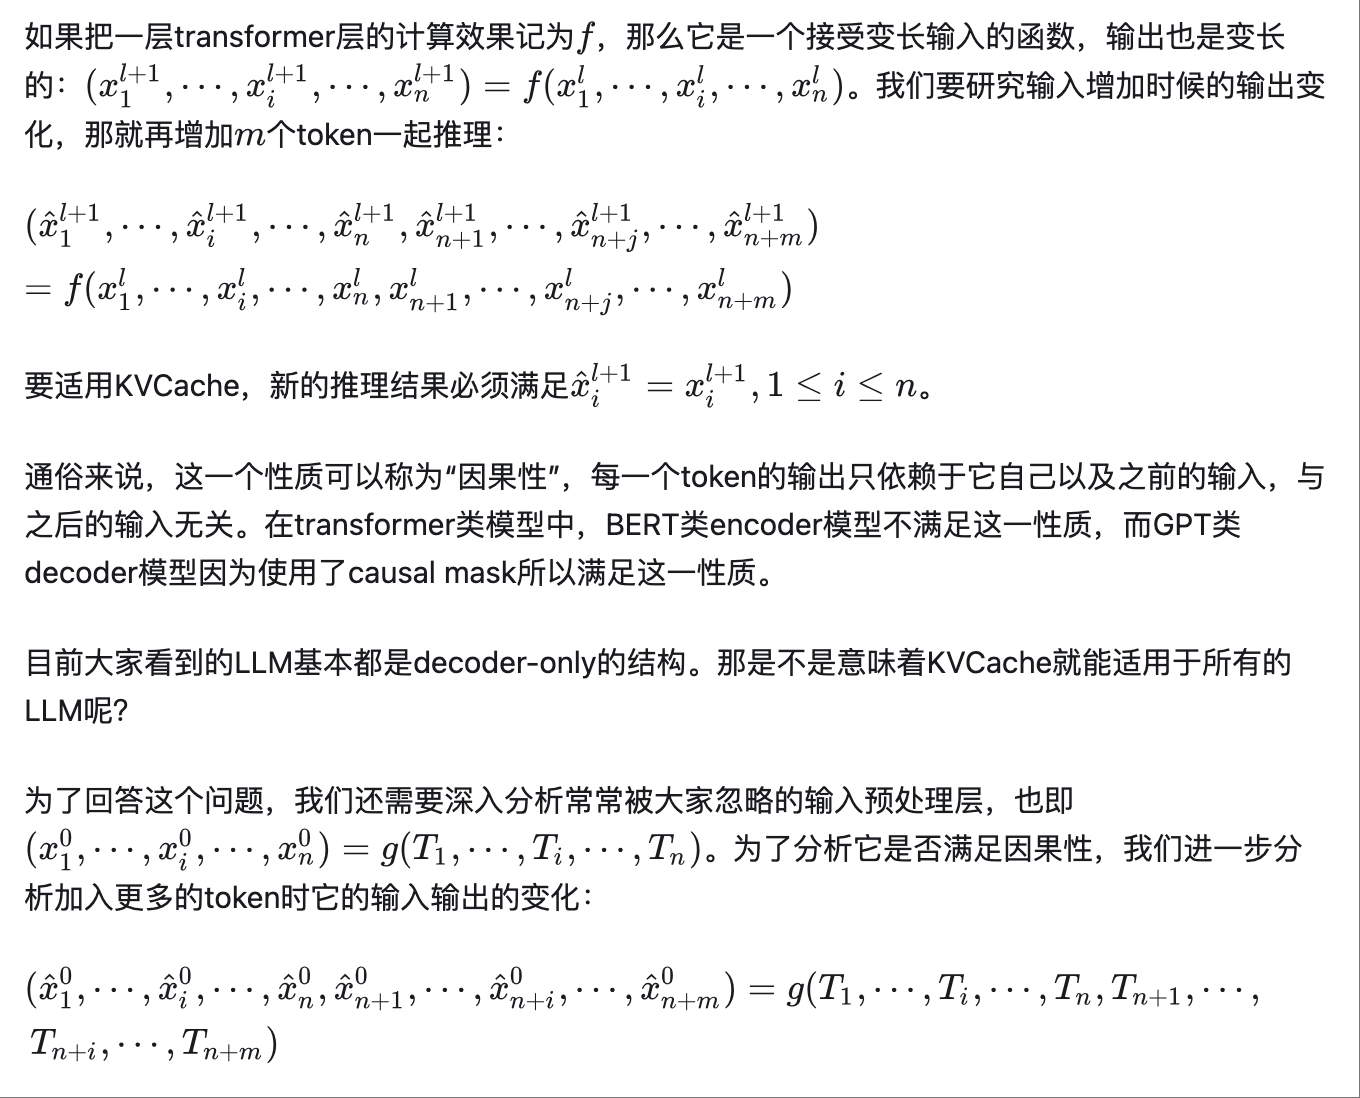 如果把一层transformer层的计算效果记为$f$，那么它是一个接受变长输入的函数，输出也是变长
的：$(x_1^{l+1}, \cdots, x_i^{l+1}, \cdots, x_n^{l+1}) = f(x_1^l, \cdots, x_i^l, \cdots, x_n^l)$。我们要研究输入增加时候的输出变
化，那就再增加$m$个token一起推理：
$(\hat{x}_1^{l+1}, \cdots, \hat{x}_i^{l+1}, \cdots, \hat{x}_n^{l+1}, \hat{x}_{n+1}^{l+1}, \cdots, \hat{x}_{n+j}^{l+1}, \cdots, \hat{x}_{n+m}^{l+1})$
$= f(x_1^l, \cdots, x_i^l, \cdots, x_n^l, x_{n+1}^l, \cdots, x_{n+j}^l, \cdots, x_{n+m}^l)$
要适用KVCache，新的推理结果必须满足$\hat{x}_i^{l+1} = x_i^{l+1}, 1 \leq i \leq n$。
通俗来说，这一个性质可以称为“因果性”，每一个token的输出只依赖于它自己以及之前的输入，与
之后的输入无关。在transformer类模型中，BERT类encoder模型不满足这一性质，而GPT类
decoder模型因为使用了causal mask所以满足这一性质。
目前大家看到的LLM基本都是decoder-only的结构。那是不是意味着KVCache就能适用于所有的
LLM呢?
为了回答这个问题，我们还需要深入分析常常被大家忽略的输入预处理层，也即
$(x_1^0, \cdots, x_i^0, \cdots, x_n^0) = g(T_1, \cdots, T_i, \cdots, T_n)$。为了分析它是否满足因果性，我们进一步分
析加入更多的token时它的输入输出的变化：
$(\hat{x}_1^0, \cdots, \hat{x}_i^0, \cdots, \hat{x}_n^0, \hat{x}_{n+1}^0, \cdots, \hat{x}_{n+i}^0, \cdots, \hat{x}_{n+m}^0) = g(T_1, \cdots, T_i, \cdots, T_n, T_{n+1}, \cdots,$
$T_{n+i}, \cdots, T_{n+m})$